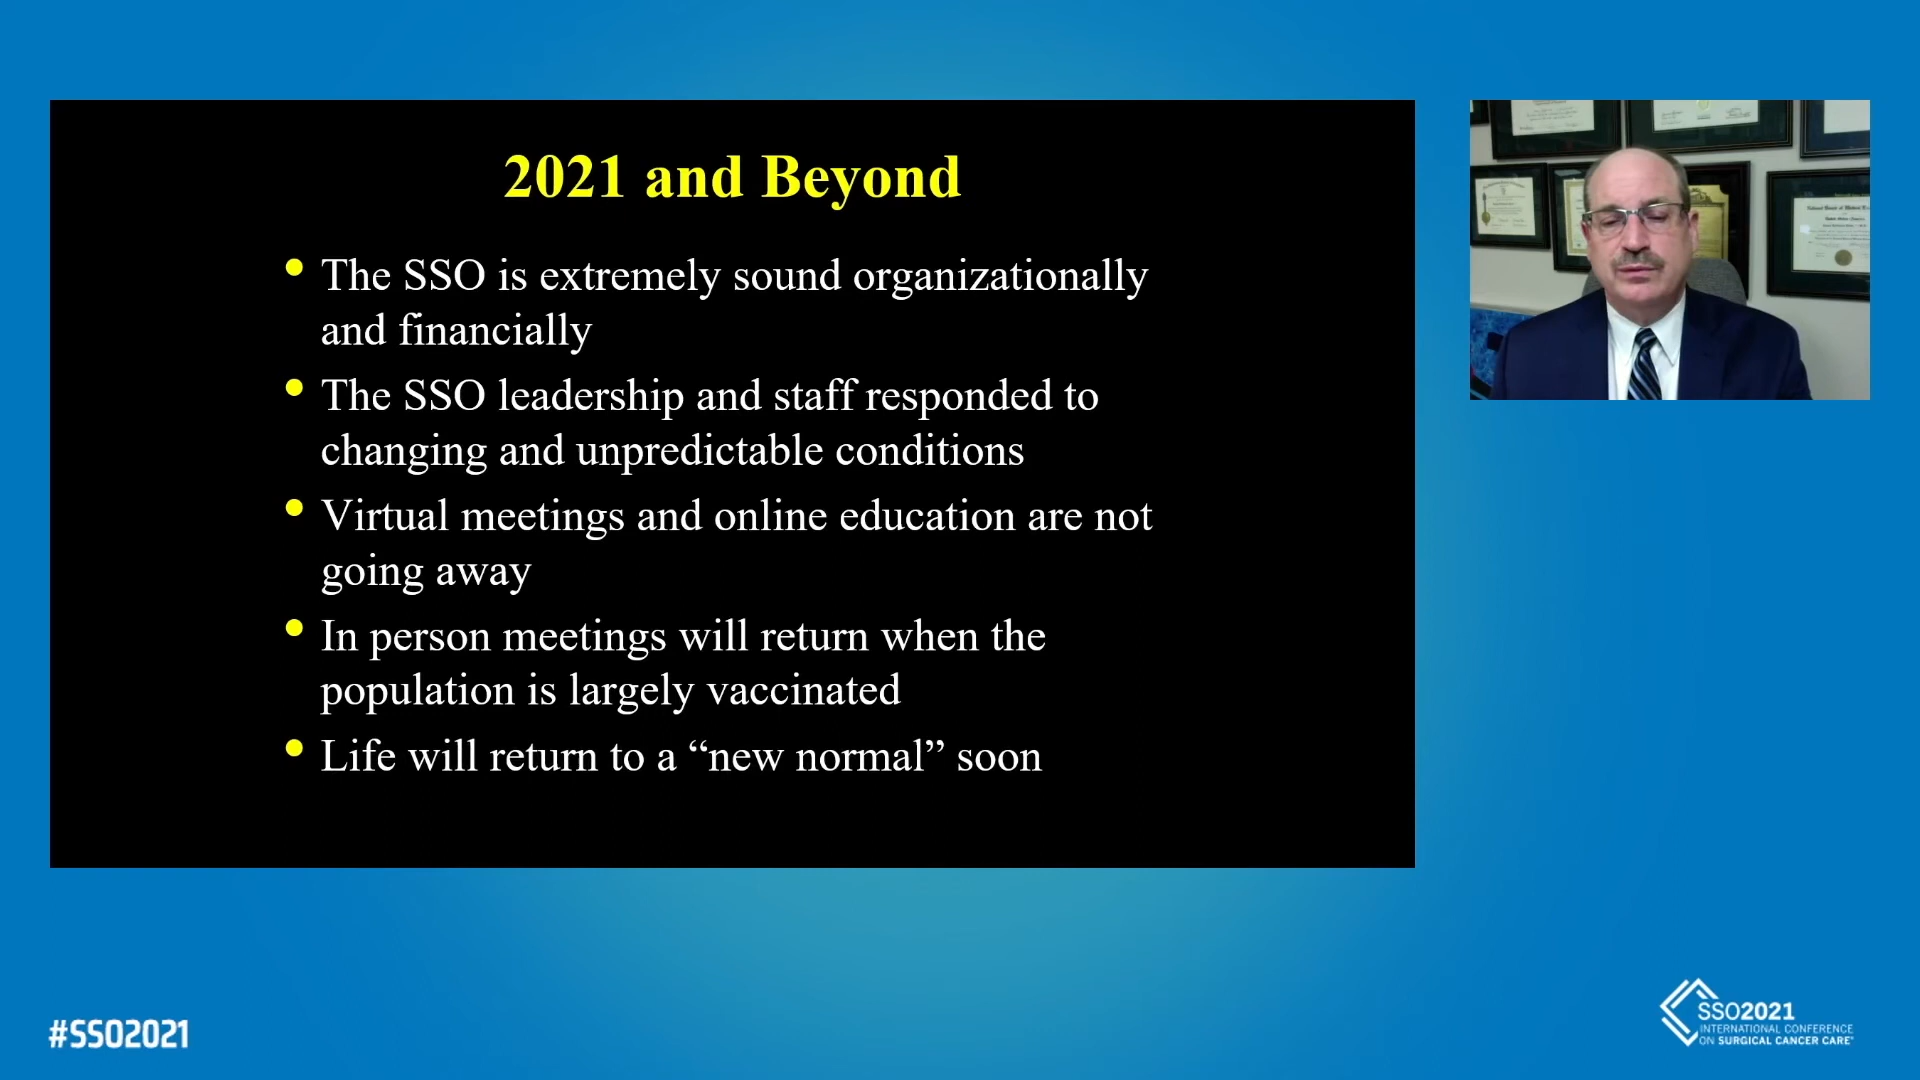 2021 and Beyond
• The SSO is extremely sound organizationally
and financially
• The SSO leadership and staff responded to
changing and unpredictable conditions
• Virtual meetings and online education are not
going away
• In person meetings will return when the
population is largely vaccinated
• Life will return to a “new normal” soon
#SSO2021
SSO2021
INTERNATIONAL CONFERENCE
ON SURGICAL CANCER CARE